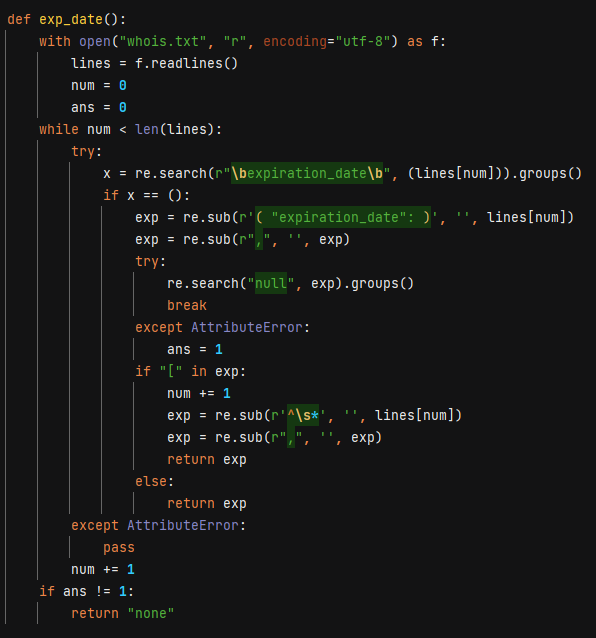 def exp_date():
    with open("whois.txt", "r", encoding="utf-8") as f:
        lines = f.readlines()
        num = 0
        ans = 0
    while num < len(lines):
        try:
            x = re.search(r"\bexpiration_date\b", (lines[num])).groups()
            if x == ():
                exp = re.sub(r'( "expiration_date": )', '', lines[num])
                exp = re.sub(r",", '', exp)
                try:
                    re.search("null", exp).groups()
                    break
                except AttributeError:
                    ans = 1
                if "[" in exp:
                    num += 1
                    exp = re.sub(r'^\s*', '', lines[num])
                    exp = re.sub(r",", '', exp)
                    return exp
                else:
                    return exp
        except AttributeError:
            pass
        num += 1
    if ans != 1:
        return "none"